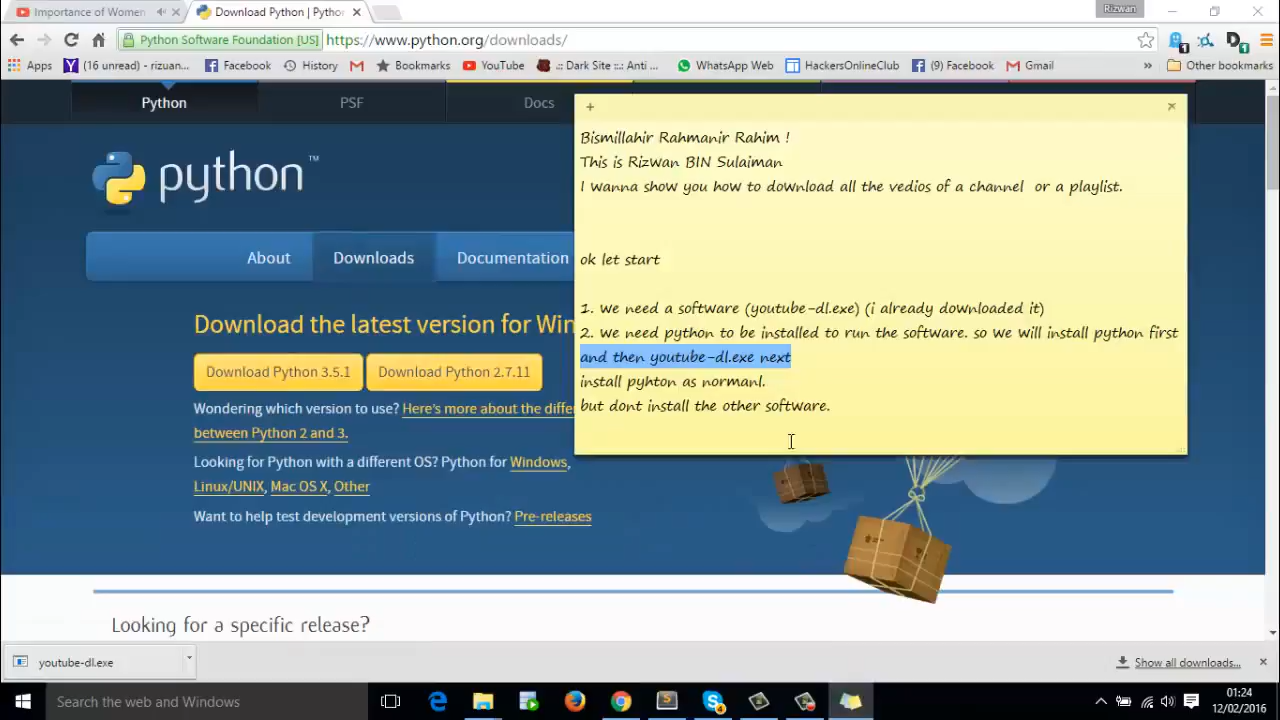 Importance of Women
Download Python | Pytho
Rizwan
Python Software Foundation [US]
https://www.python.org/downloads/
Apps
(16 unread) - rizuan...
Facebook
History
Bookmarks
YouTube
.:: Dark Site ::. Anti ...
WhatsApp Web
HackersOnlineClub
(9) Facebook
Gmail
»
Other bookmarks
Python
PSF
Docs
python™
About
Downloads
Documentation
Download the latest version for Win
Download Python 3.5.1
Download Python 2.7.11
Wondering which version to use? Here's more about the diffe
between Python 2 and 3.
Looking for Python with a different OS? Python for Windows,
Linux/UNIX, Mac OS X, Other
Want to help test development versions of Python? Pre-releases
Looking for a specific release?
+
Bismillahir Rahmanir Rahim !
This is RizWan BIN Sulaiman
I wanna show you how to download all the vedios of a channel or a playlist.
ok let start
1. we need a software (youtube-dl.exe) (i already downloaded it)
2. we need python to be installed to run the software. so we will install python first
and then youtube-dl.exe next
install pyhton as normanl.
but dont install the other software.
youtube-dl.exe
Show all downloads...
Search the web and Windows
4
01:24
12/02/2016